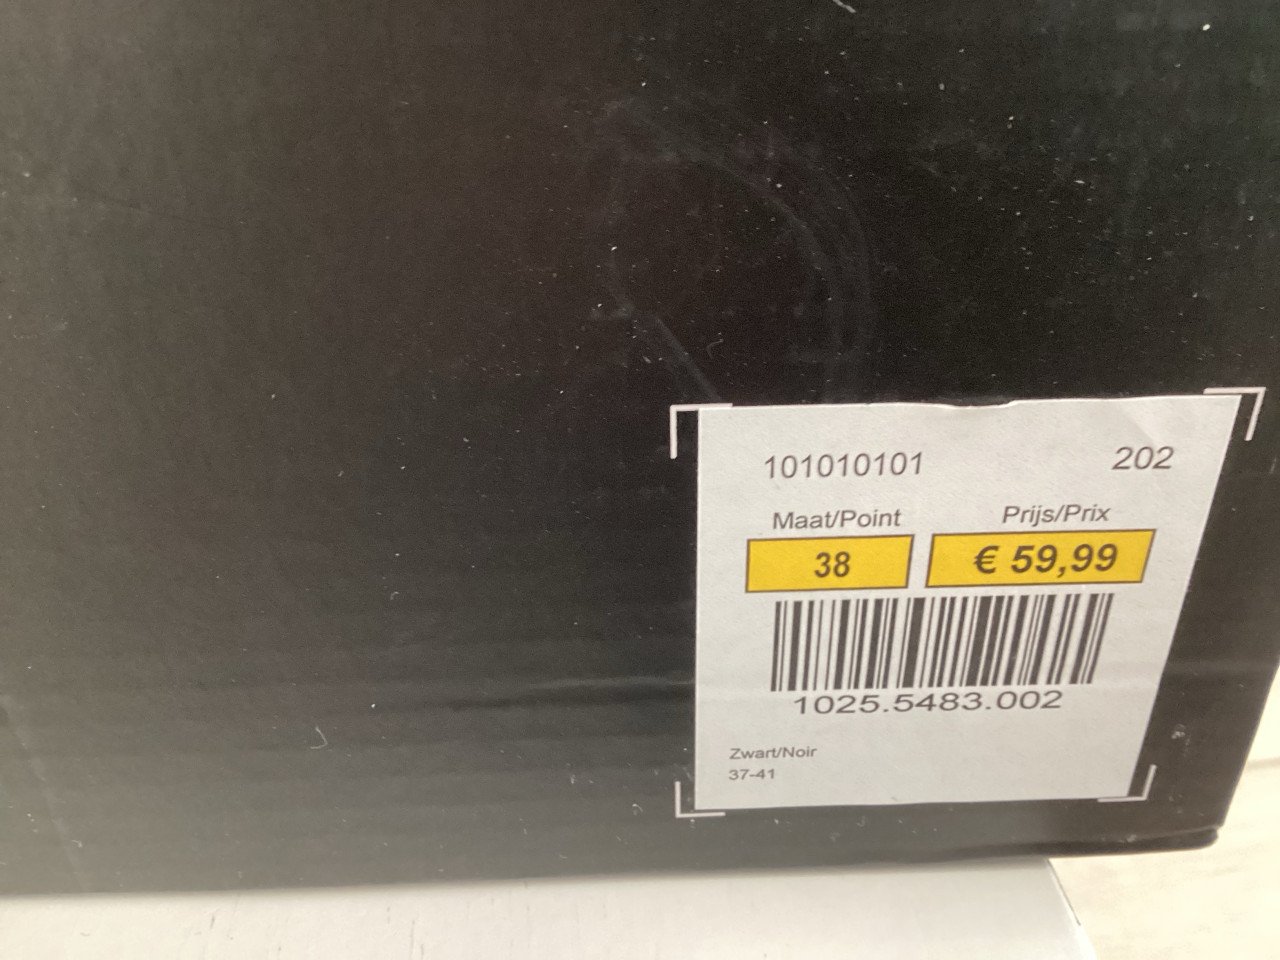 101010101 202
Maat/Point Prijs/Prix
38 € 59,99
1025.5483.002
Zwart/Noir
37-41